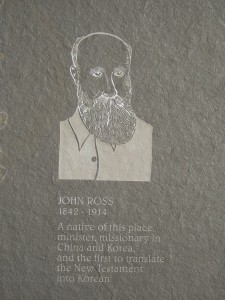 JOHN ROSS
1842 - 1914
A native of this place,
minister, missionary in
China and Korea,
and the first to translate
the New Testament
into Korean